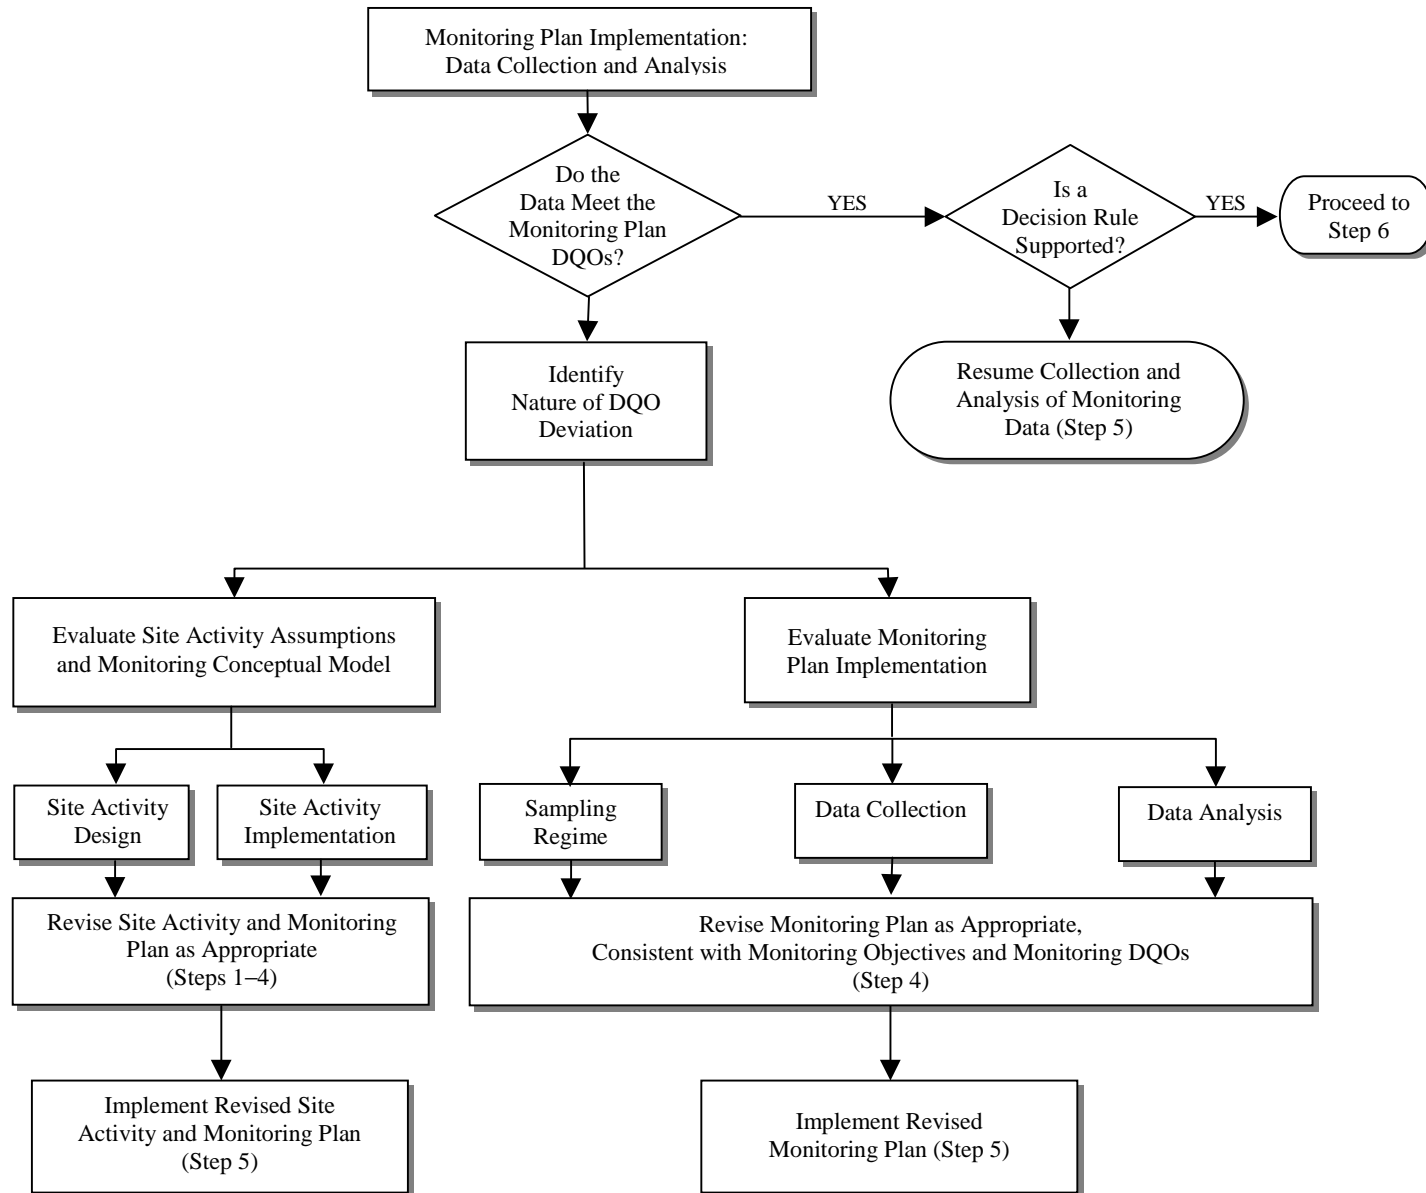 Monitoring Plan Implementation:
Data Collection and Analysis
Do the
Data Meet the
Monitoring Plan
DQOs?
YES
Is a
Decision Rule
Supported?
YES
Proceed to
Step 6
Identify
Nature of DQO
Deviation
Resume Collection and
Analysis of Monitoring
Data (Step 5)
Evaluate Site Activity Assumptions
and Monitoring Conceptual Model
Evaluate Monitoring
Plan Implementation
Site Activity
Design
Site Activity
Implementation
Sampling
Regime
Data Collection
Data Analysis
Revise Site Activity and Monitoring
Plan as Appropriate
(Steps 1–4)
Revise Monitoring Plan as Appropriate,
Consistent with Monitoring Objectives and Monitoring DQOs
(Step 4)
Implement Revised Site
Activity and Monitoring Plan
(Step 5)
Implement Revised
Monitoring Plan (Step 5)